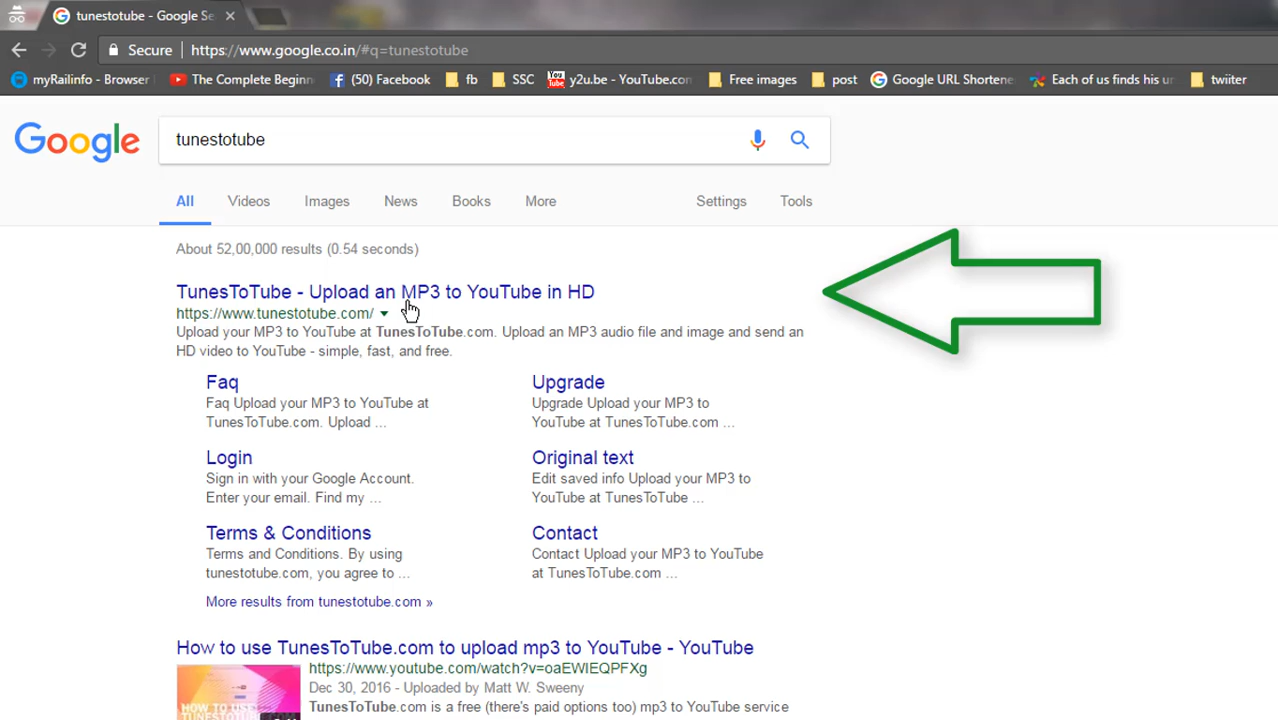 tunestotube - Google Se
Secure https://www.google.co.in/#q=tunestotube
myRailinfo - Browser The Complete Beginn (50) Facebook fb SSC y2u.be - YouTube.com Free images post Google URL Shortene Each of us finds his ur twiiter
Google tunestotube
All Videos Images News Books More Settings Tools
About 52,00,000 results (0.54 seconds)
TunesToTube - Upload an MP3 to YouTube in HD
https://www.tunestotube.com/
Upload your MP3 to YouTube at TunesToTube.com. Upload an MP3 audio file and image and send an
HD video to YouTube - simple, fast, and free.
Faq
Faq Upload your MP3 to YouTube at
TunesToTube.com. Upload ...
Upgrade
Upgrade Upload your MP3 to
YouTube at TunesToTube.com ...
Login
Sign in with your Google Account.
Enter your email. Find my ...
Original text
Edit saved info Upload your MP3 to
YouTube at TunesToTube ...
Terms & Conditions
Terms and Conditions. By using
tunestotube.com, you agree to ...
Contact
Contact Upload your MP3 to YouTube
at TunesToTube.com ...
More results from tunestotube.com »
How to use TunesToTube.com to upload mp3 to YouTube - YouTube
https://www.youtube.com/watch?v=oaEWIEQPFXg
Dec 30, 2016 - Uploaded by Matt W. Sweeny
TunesToTube.com is a free (there's paid options too) mp3 to YouTube service
HOW TO USE
TUNESTOTUBE.COM